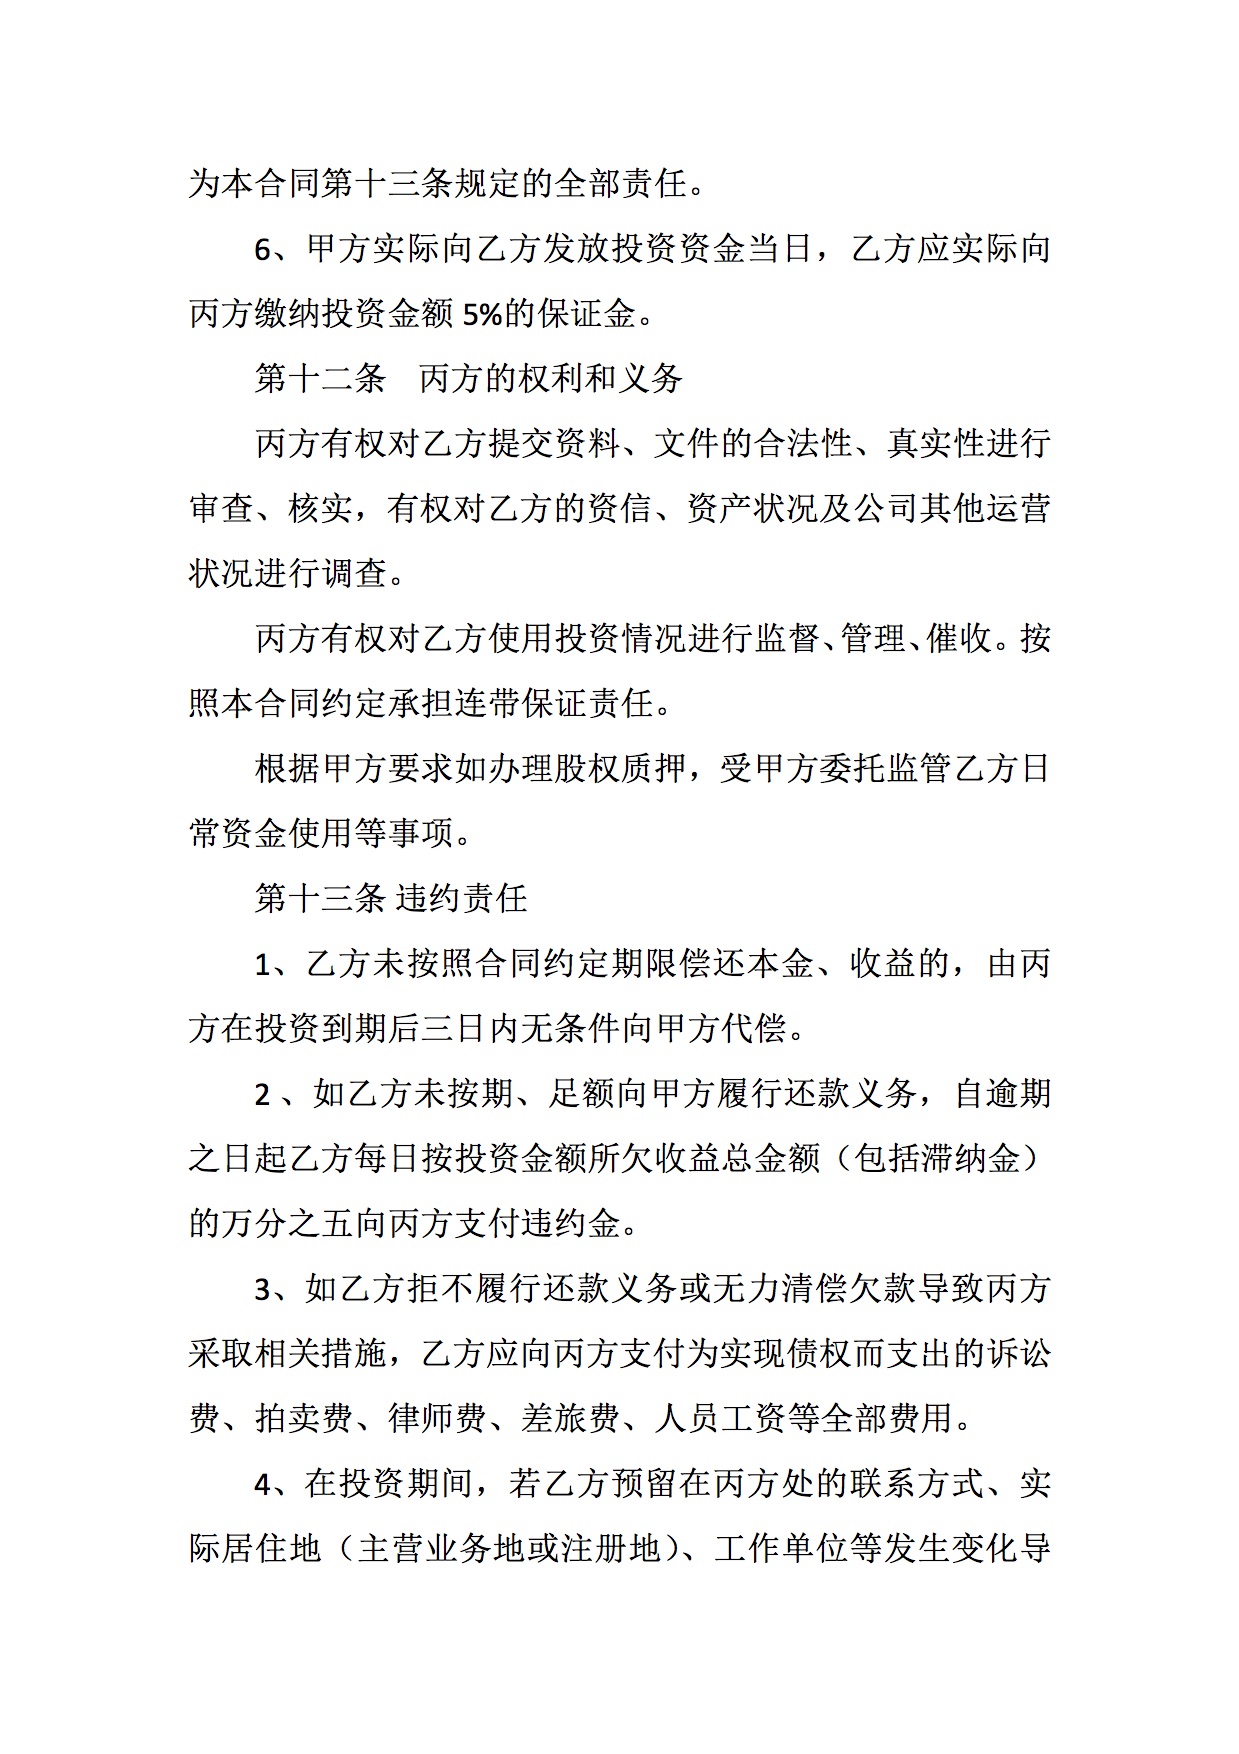 为本合同第十三条规定的全部责任。
6、甲方实际向乙方发放投资资金当日，乙方应实际向
丙方缴纳投资金额 5%的保证金。
第十二条　丙方的权利和义务
丙方有权对乙方提交资料、文件的合法性、真实性进行
审查、核实，有权对乙方的资信、资产状况及公司其他运营
状况进行调查。
丙方有权对乙方使用投资情况进行监督、管理、催收。按
照本合同约定承担连带保证责任。
根据甲方要求如办理股权质押，受甲方委托监管乙方日
常资金使用等事项。
第十三条 违约责任
1、乙方未按照合同约定期限偿还本金、收益的，由丙
方在投资到期后三日内无条件向甲方代偿。
2 、如乙方未按期、足额向甲方履行还款义务，自逾期
之日起乙方每日按投资金额所欠收益总金额（包括滞纳金）
的万分之五向丙方支付违约金。
3、如乙方拒不履行还款义务或无力清偿欠款导致丙方
采取相关措施，乙方应向丙方支付为实现债权而支出的诉讼
费、拍卖费、律师费、差旅费、人员工资等全部费用。
4、在投资期间，若乙方预留在丙方处的联系方式、实
际居住地（主营业务地或注册地）、工作单位等发生变化导